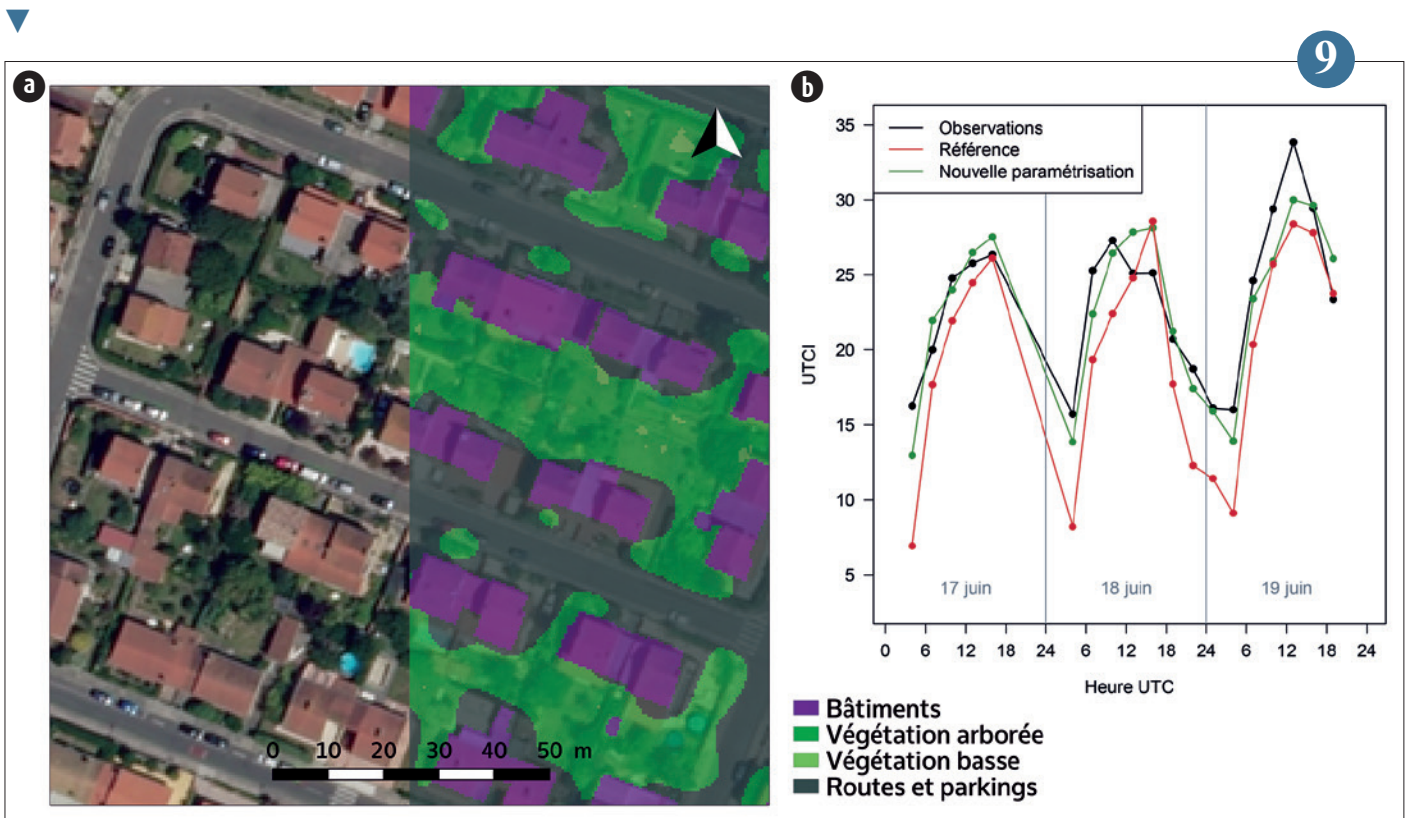 9
a
0 10 20 30 40 50 m
b
35
30
25
20
15
10
5
UTCI
Observations
Référence
Nouvelle paramétrisation
17 juin
18 juin
19 juin
0 6 12 18 24 6 12 18 24 6 12 18 24
Heure UTC
Bâtiments
Végétation arborée
Végétation basse
Routes et parkings